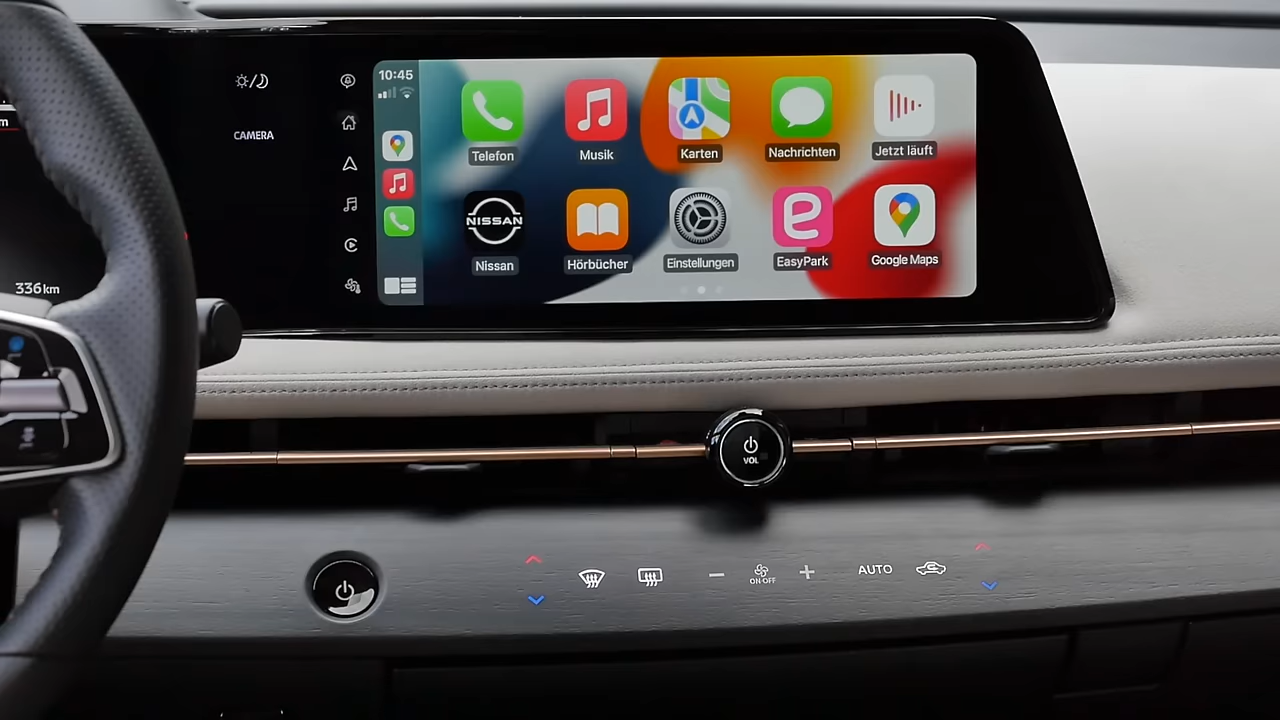 m
336km
CAMERA
10:45
Telefon
Musik
Karten
Nachrichten
Jetzt läuft
NISSAN
Nissan
Hörbücher
Einstellungen
EasyPark
Google Maps
VOL
ON·OFF
AUTO